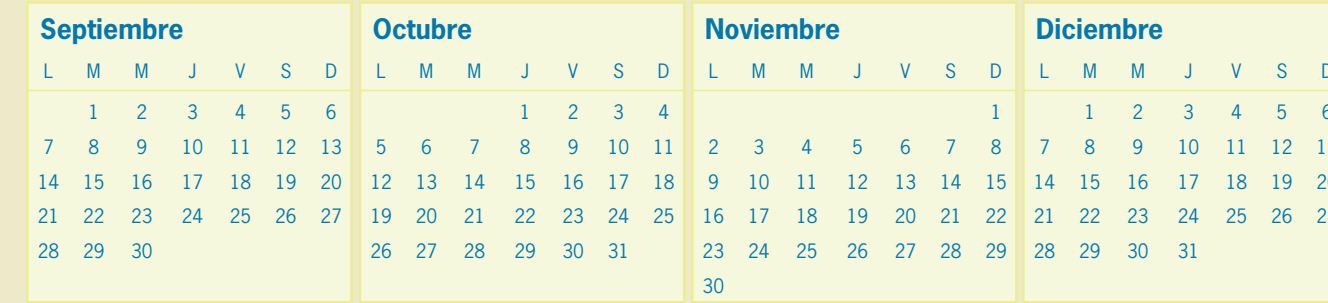 Septiembre
L M M J V S D
1 2 3 4 5 6
7 8 9 10 11 12 13
14 15 16 17 18 19 20
21 22 23 24 25 26 27
28 29 30
Octubre
L M M J V S D
1 2 3 4
5 6 7 8 9 10 11
12 13 14 15 16 17 18
19 20 21 22 23 24 25
26 27 28 29 30 31
Noviembre
L M M J V S D
1
2 3 4 5 6 7 8
9 10 11 12 13 14 15
16 17 18 19 20 21 22
23 24 25 26 27 28 29
30
Diciembre
L M M J V S
1 2 3 4 5
7 8 9 10 11 12
14 15 16 17 18 19
21 22 23 24 25 26
28 29 30 31